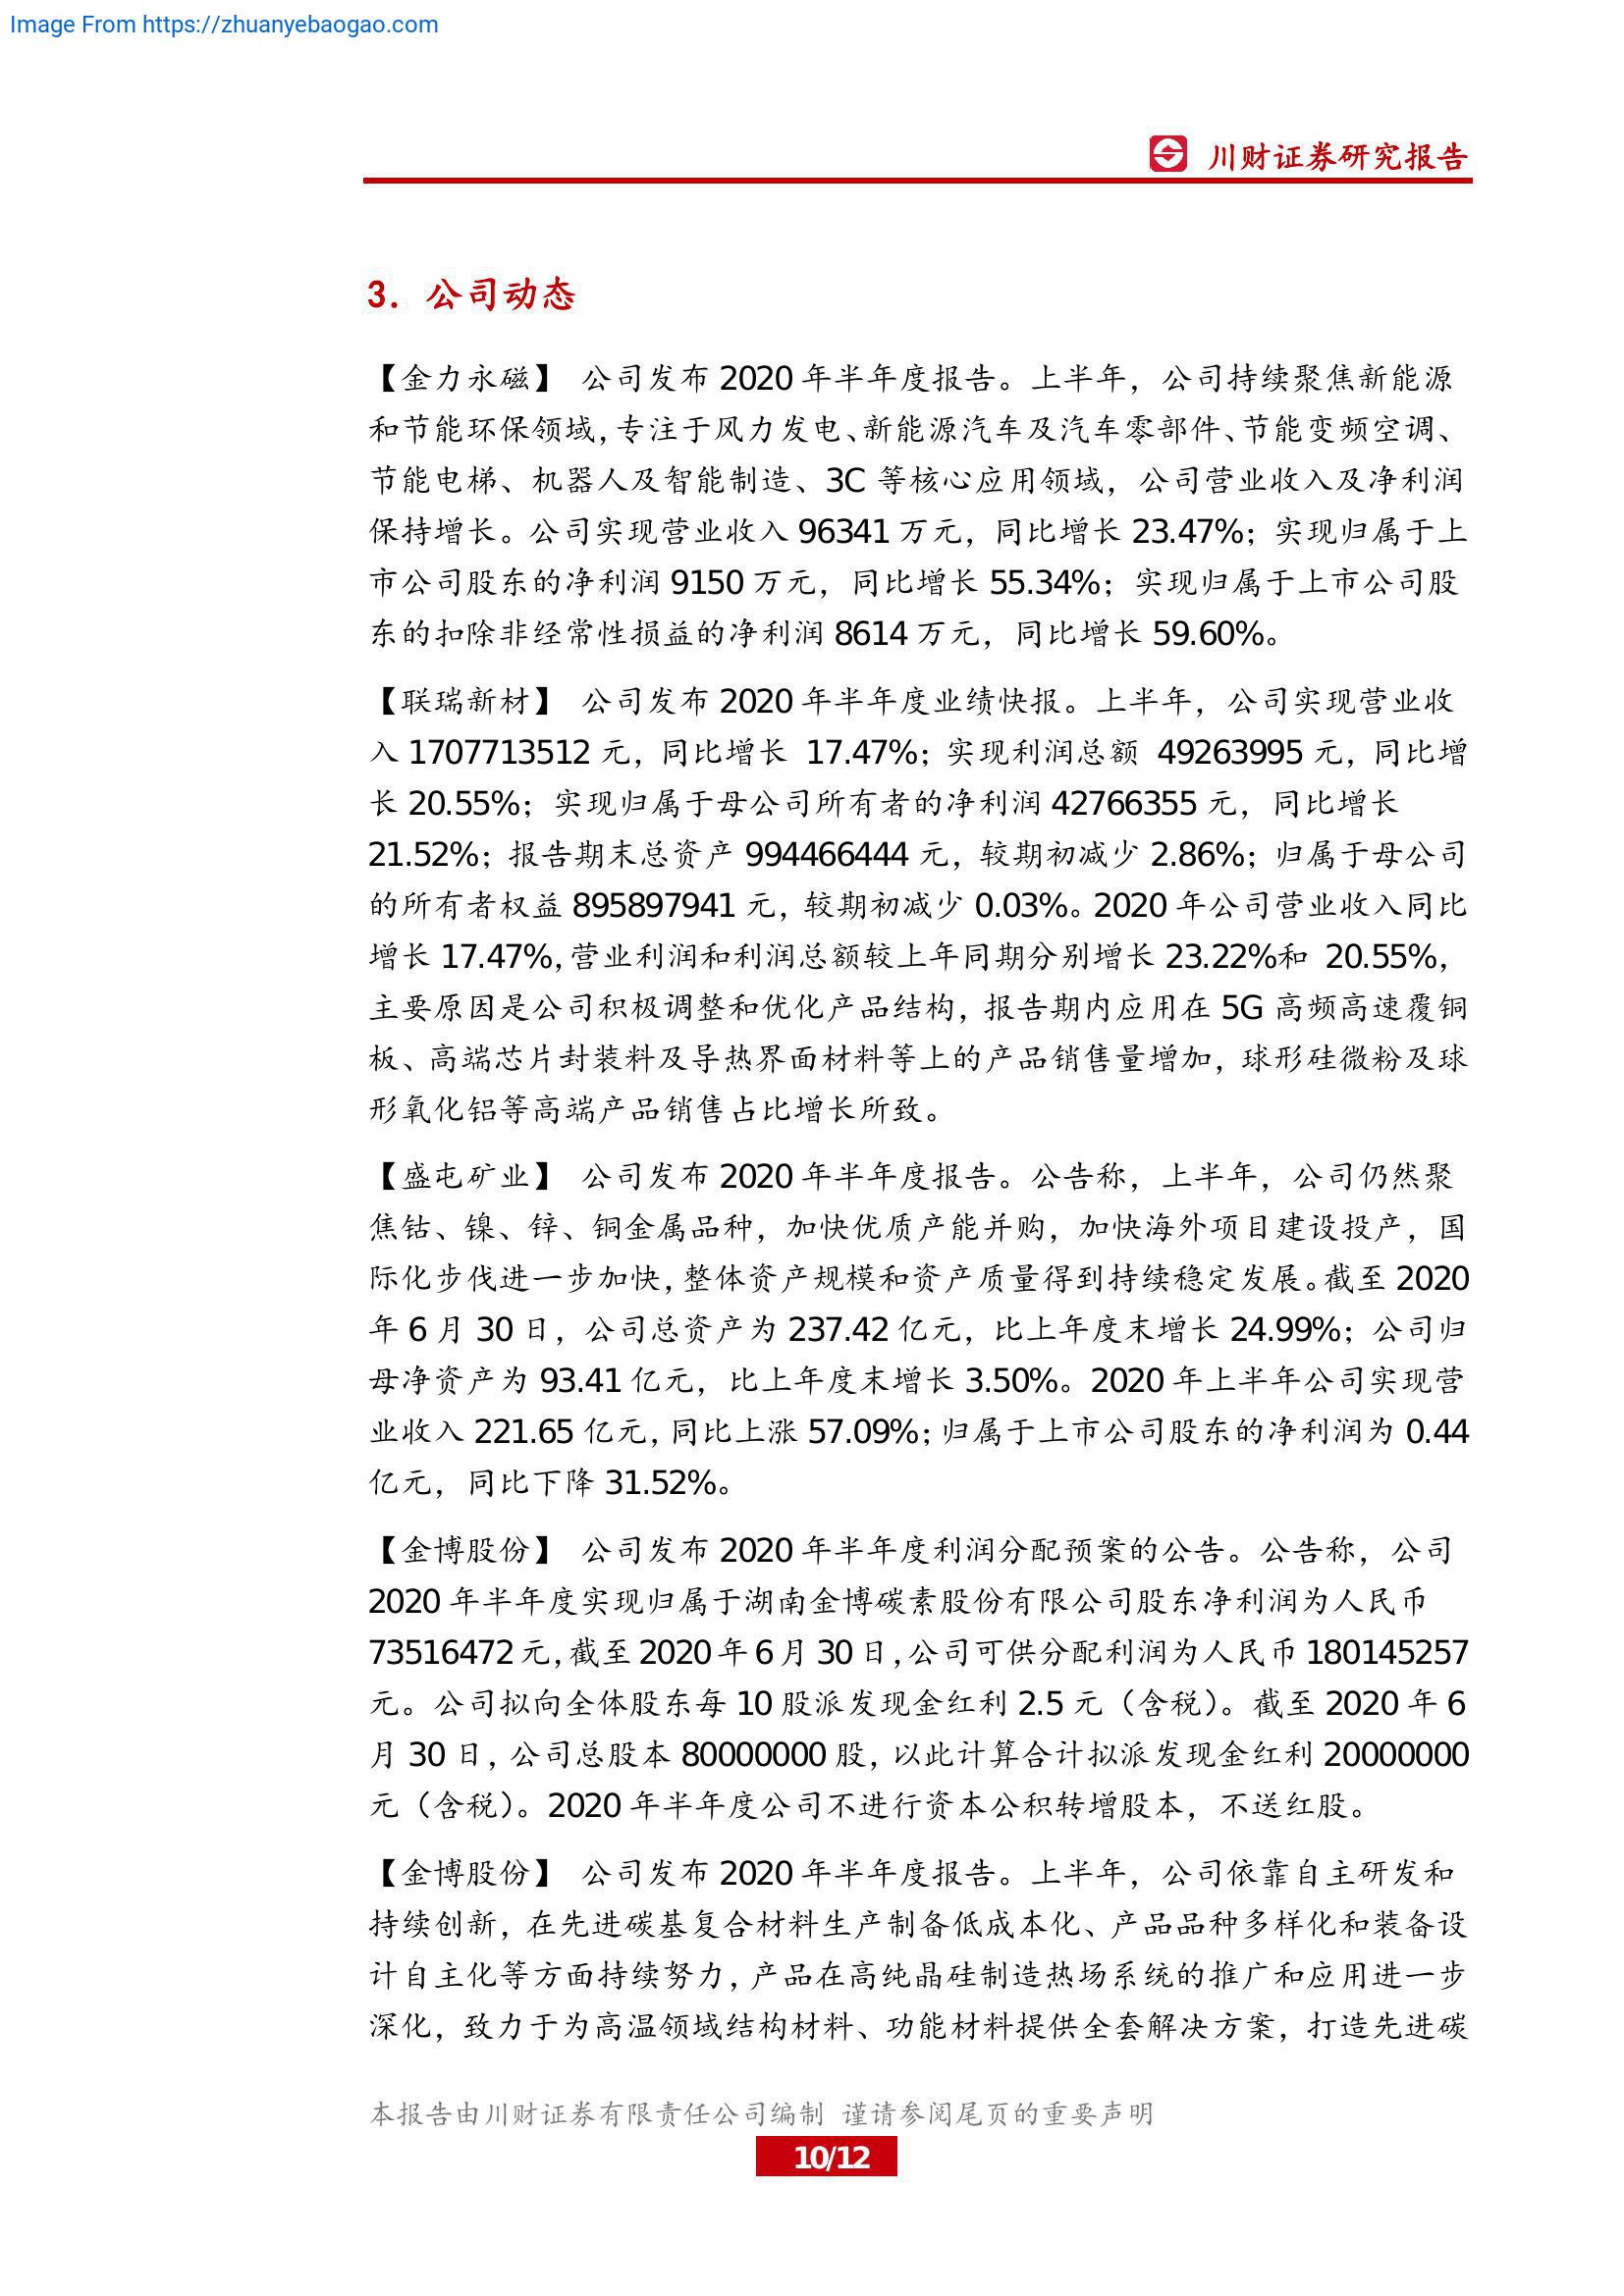 Image From https://zhuanyebaogao.com
川财证券研究报告
3. 公司动态
【金力永磁】 公司发布 2020 年半年度报告。上半年，公司持续聚焦新能源
和节能环保领域，专注于风力发电、新能源汽车及汽车零部件、节能变频空调、
节能电梯、机器人及智能制造、3C 等核心应用领域，公司营业收入及净利润
保持增长。公司实现营业收入 96341 万元，同比增长 23.47%；实现归属于上
市公司股东的净利润 9150 万元，同比增长 55.34%；实现归属于上市公司股
东的扣除非经常性损益的净利润 8614 万元，同比增长 59.60%。
【联瑞新材】 公司发布 2020 年半年度业绩快报。上半年，公司实现营业收
入 1707713512 元，同比增长 17.47%；实现利润总额 49263995 元，同比增
长 20.55%；实现归属于母公司所有者的净利润 42766355 元，同比增长
21.52%；报告期末总资产 994466444 元，较期初减少 2.86%；归属于母公司
的所有者权益 895897941 元，较期初减少 0.03%。2020 年公司营业收入同比
增长 17.47%，营业利润和利润总额较上年同期分别增长 23.22%和 20.55%，
主要原因是公司积极调整和优化产品结构，报告期内应用在 5G 高频高速覆铜
板、高端芯片封装料及导热界面材料等上的产品销售量增加，球形硅微粉及球
形氧化铝等高端产品销售占比增长所致。
【盛屯矿业】 公司发布 2020 年半年度报告。公告称，上半年，公司仍然聚
焦钴、镍、锌、铜金属品种，加快优质产能并购，加快海外项目建设投产，国
际化步伐进一步加快，整体资产规模和资产质量得到持续稳定发展。截至 2020
年 6 月 30 日，公司总资产为 237.42 亿元，比上年度末增长 24.99%；公司归
母净资产为 93.41 亿元，比上年度末增长 3.50%。2020 年上半年公司实现营
业收入 221.65 亿元，同比上涨 57.09%；归属于上市公司股东的净利润为 0.44
亿元，同比下降 31.52%。
【金博股份】 公司发布 2020 年半年度利润分配预案的公告。公告称，公司
2020 年半年度实现归属于湖南金博碳素股份有限公司股东净利润为人民币
73516472 元，截至 2020 年 6 月 30 日，公司可供分配利润为人民币 180145257
元。公司拟向全体股东每 10 股派发现金红利 2.5 元（含税）。截至 2020 年 6
月 30 日，公司总股本 80000000 股，以此计算合计拟派发现金红利 20000000
元（含税）。2020 年半年度公司不进行资本公积转增股本，不送红股。
【金博股份】 公司发布 2020 年半年度报告。上半年，公司依靠自主研发和
持续创新，在先进碳基复合材料生产制备低成本化、产品品种多样化和装备设
计自主化等方面持续努力，产品在高纯晶硅制造热场系统的推广和应用进一步
深化，致力于为高温领域结构材料、功能材料提供全套解决方案，打造先进碳
本报告由川财证券有限责任公司编制 谨请参阅尾页的重要声明
10/12